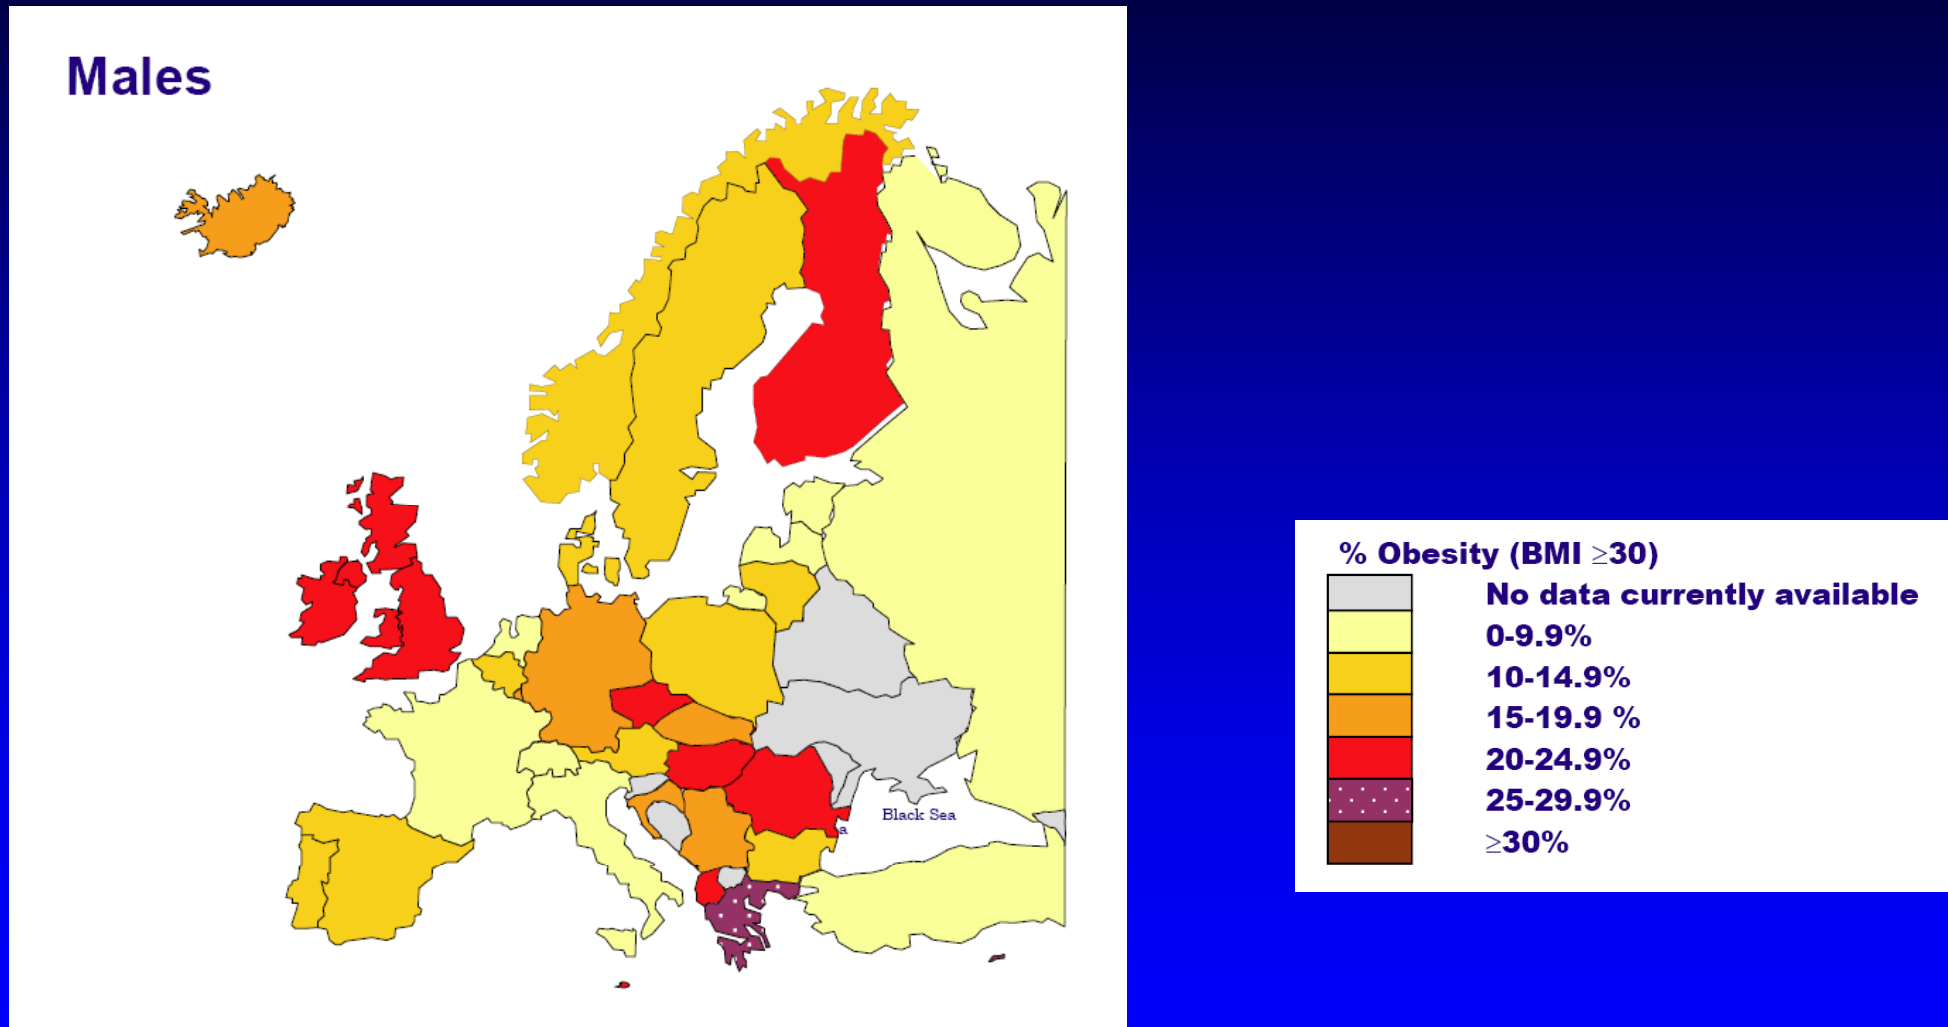 Males
Black Sea
a
% Obesity (BMI ≥30)
No data currently available
0-9.9%
10-14.9%
15-19.9 %
20-24.9%
25-29.9%
≥30%